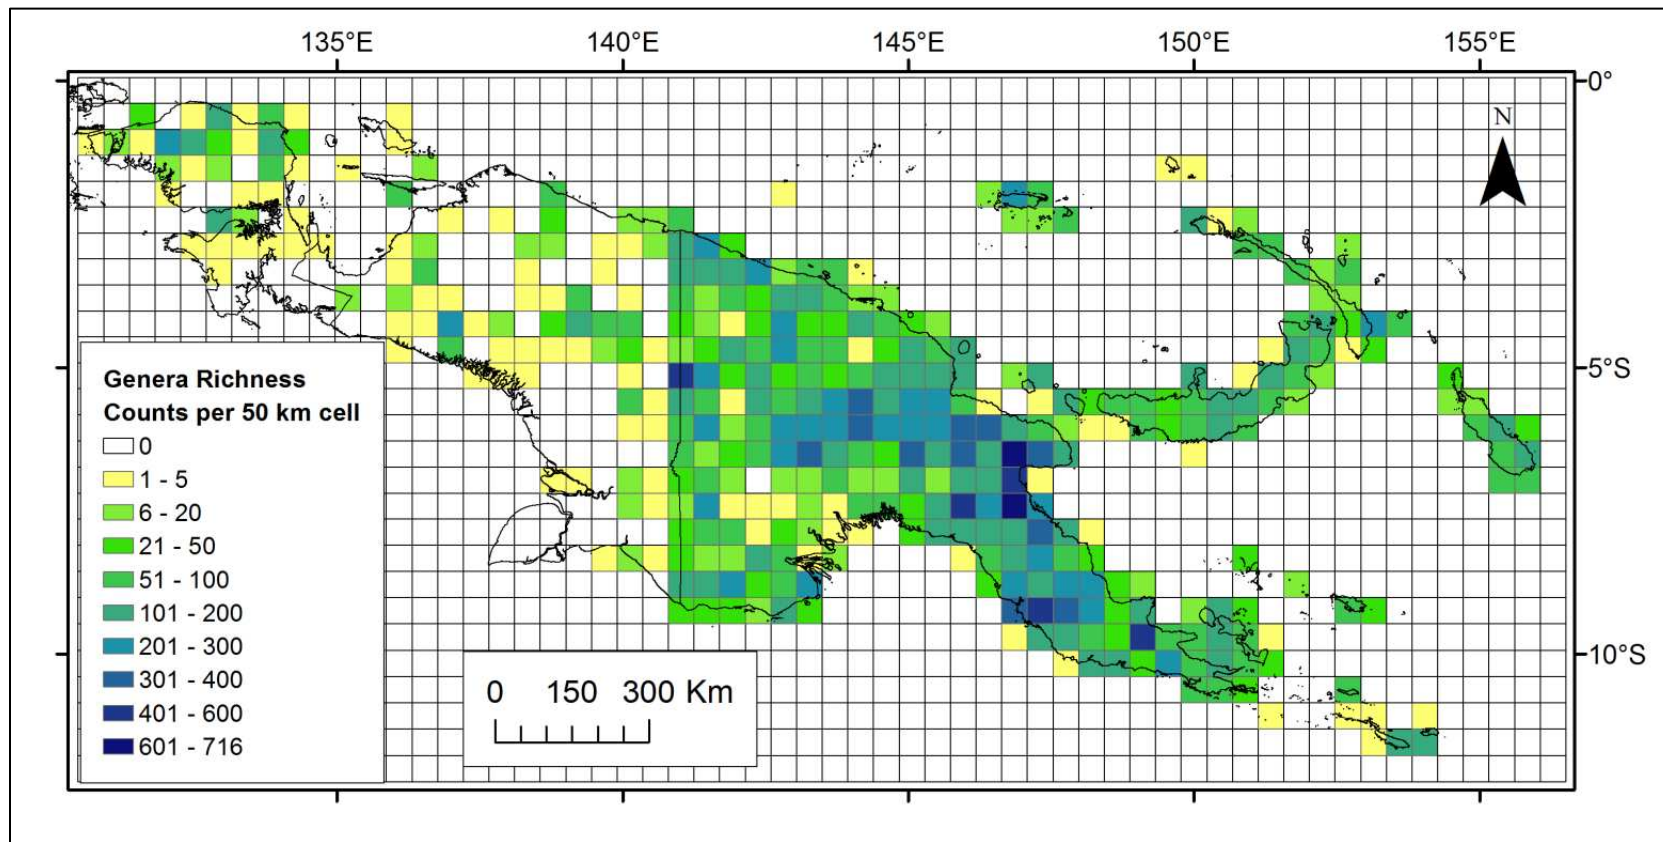 135°E 140°E 145°E 150°E 155°E
0°
N
5°S
Genera Richness
Counts per 50 km cell
0
1 - 5
6 - 20
21 - 50
51 - 100
101 - 200
201 - 300
301 - 400
401 - 600
601 - 716
10°S
0 150 300 Km